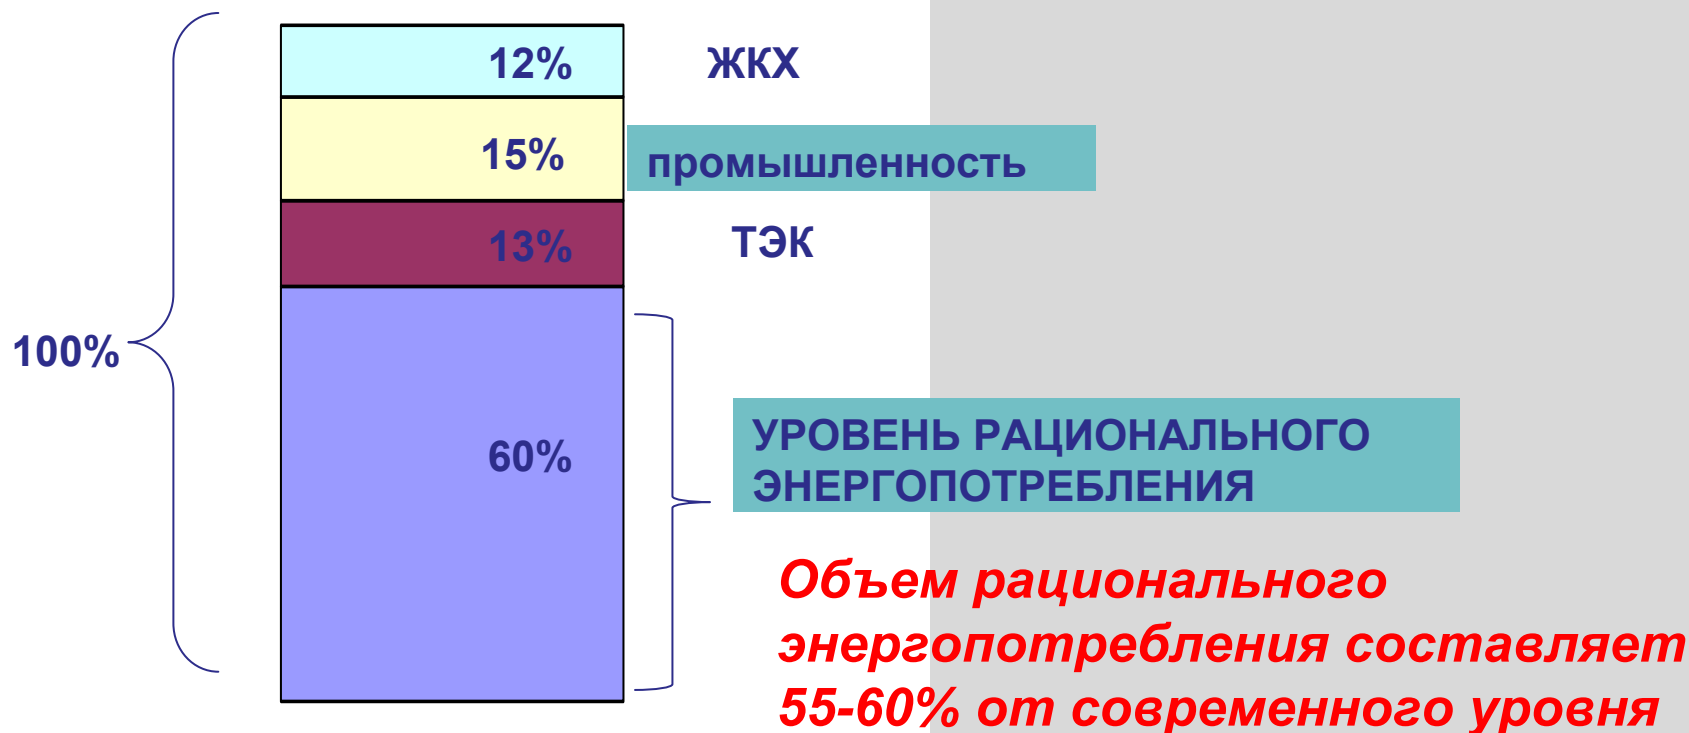 12%
ЖКХ
15%
промышленность
13%
ТЭК
100%
60%
УРОВЕНЬ РАЦИОНАЛЬНОГО
ЭНЕРГОПОТРЕБЛЕНИЯ
Объем рационального
энергопотребления составляет
55-60% от современного уровня